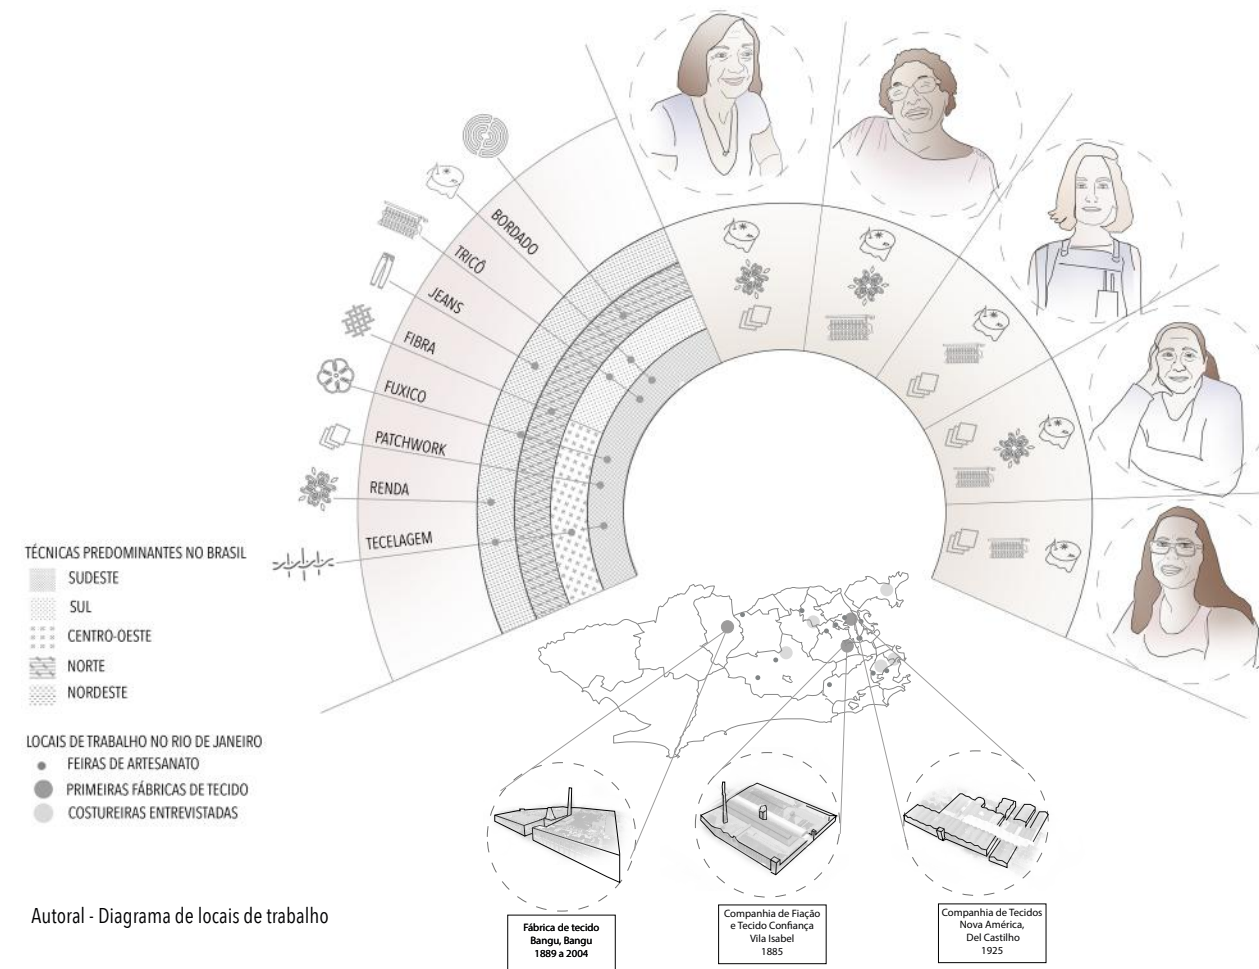 BORDADO
TRICÔ
JEANS
FIBRA
FUXICO
PATCHWORK
RENDA
TECELAGEM
TÉCNICAS PREDOMINANTES NO BRASIL
SUDESTE
SUL
CENTRO-OESTE
NORTE
NORDESTE
LOCAIS DE TRABALHO NO RIO DE JANEIRO
FEIRAS DE ARTESANATO
PRIMEIRAS FÁBRICAS DE TECIDO
COSTUREIRAS ENTREVISTADAS
Autoral - Diagrama de locais de trabalho
Fábrica de tecido
Bangu, Bangu
1889 a 2004
Companhia de Fiação
e Tecido Confiança
Vila Isabel
1885
Companhia de Tecidos
Nova América,
Del Castilho
1925